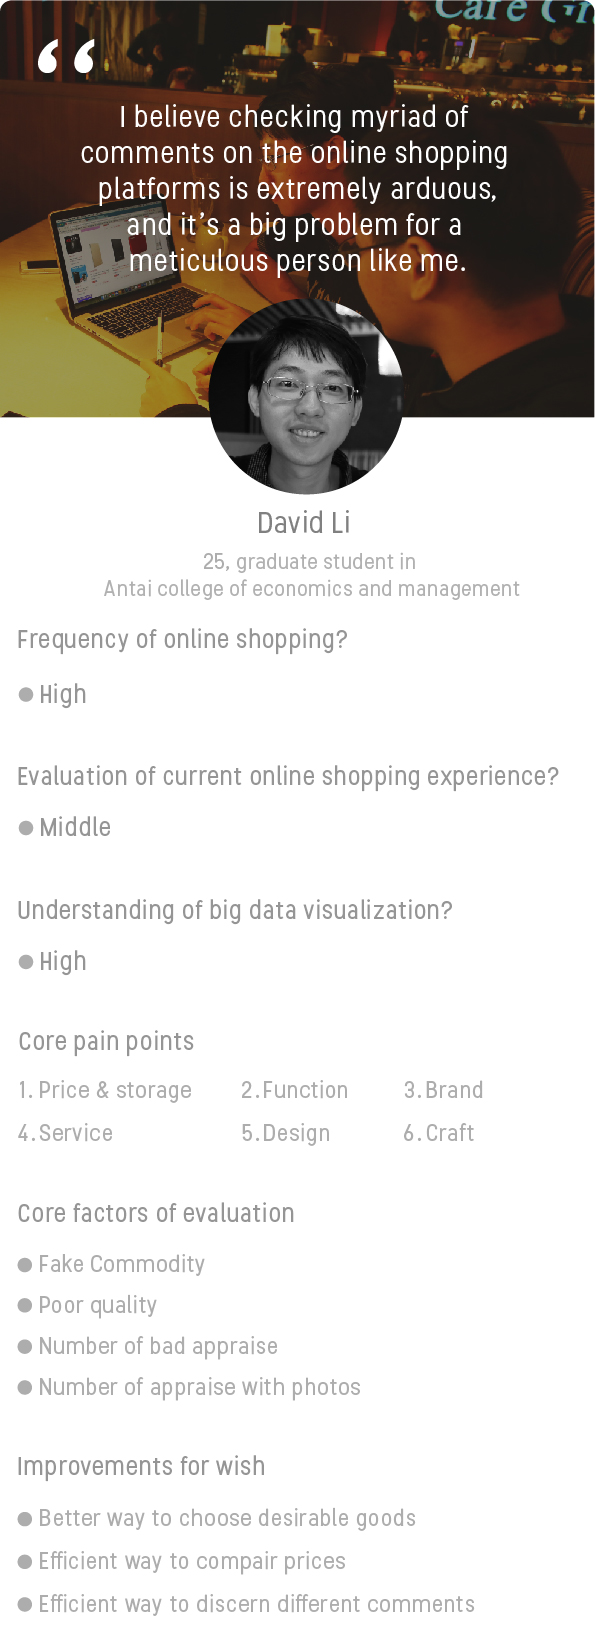 Cafe
“
I believe checking myriad of
comments on the online shopping
platforms is extremely arduous,
and it’s a big problem for a
meticulous person like me.
David Li
25, graduate student in
Antai college of economics and management
Frequency of online shopping?
● High
Evaluation of current online shopping experience?
● Middle
Understanding of big data visualization?
● High
Core pain points
1. Price & storage 2.Function 3.Brand
4.Service 5.Design 6.Craft
Core factors of evaluation
● Fake Commodity
● Poor quality
● Number of bad appraise
● Number of appraise with photos
Improvements for wish
● Better way to choose desirable goods
● Efficient way to compair prices
● Efficient way to discern different comments